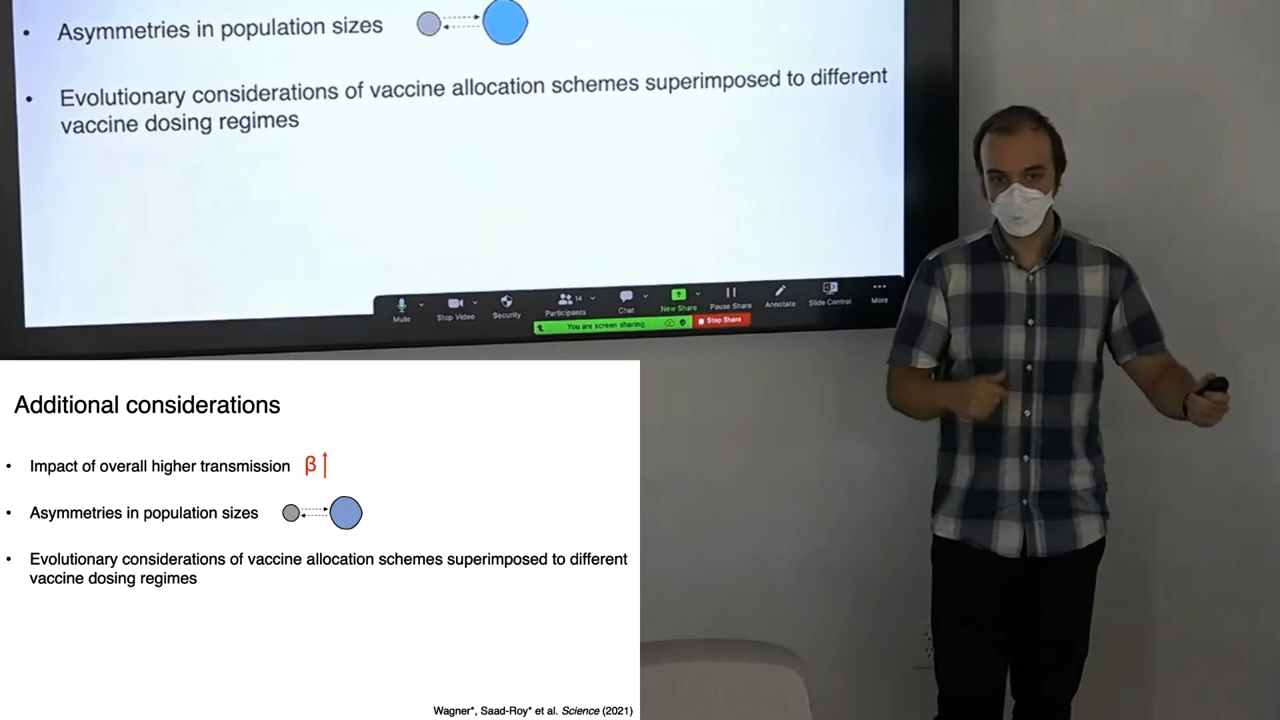 • Asymmetries in population sizes
• Evolutionary considerations of vaccine allocation schemes superimposed to different
vaccine dosing regimes
Mute
Stop Video
Security
14
Participants
Chat
New Share
Pause Share
Annotate
Slide Control
More
You are screen sharing
Stop Share
Additional considerations
• Impact of overall higher transmission β
• Asymmetries in population sizes
• Evolutionary considerations of vaccine allocation schemes superimposed to different
vaccine dosing regimes
Wagner*, Saad-Roy* et al. Science (2021)